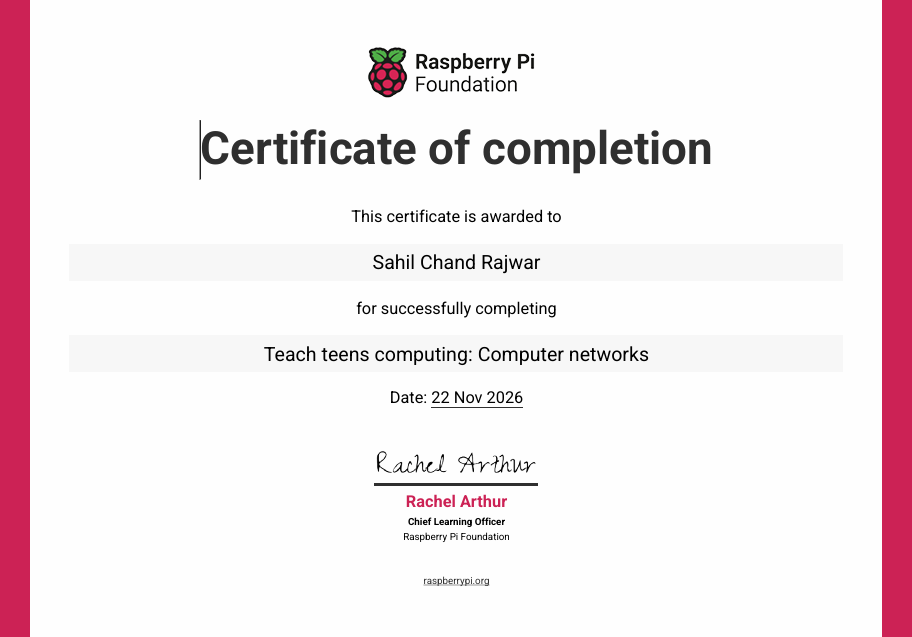 Raspberry Pi
Foundation
Certificate of completion
This certificate is awarded to
Sahil Chand Rajwar
for successfully completing
Teach teens computing: Computer networks
Date: 22 Nov 2026
Rachel Arthur
Rachel Arthur
Chief Learning Officer
Raspberry Pi Foundation
raspberrypi.org